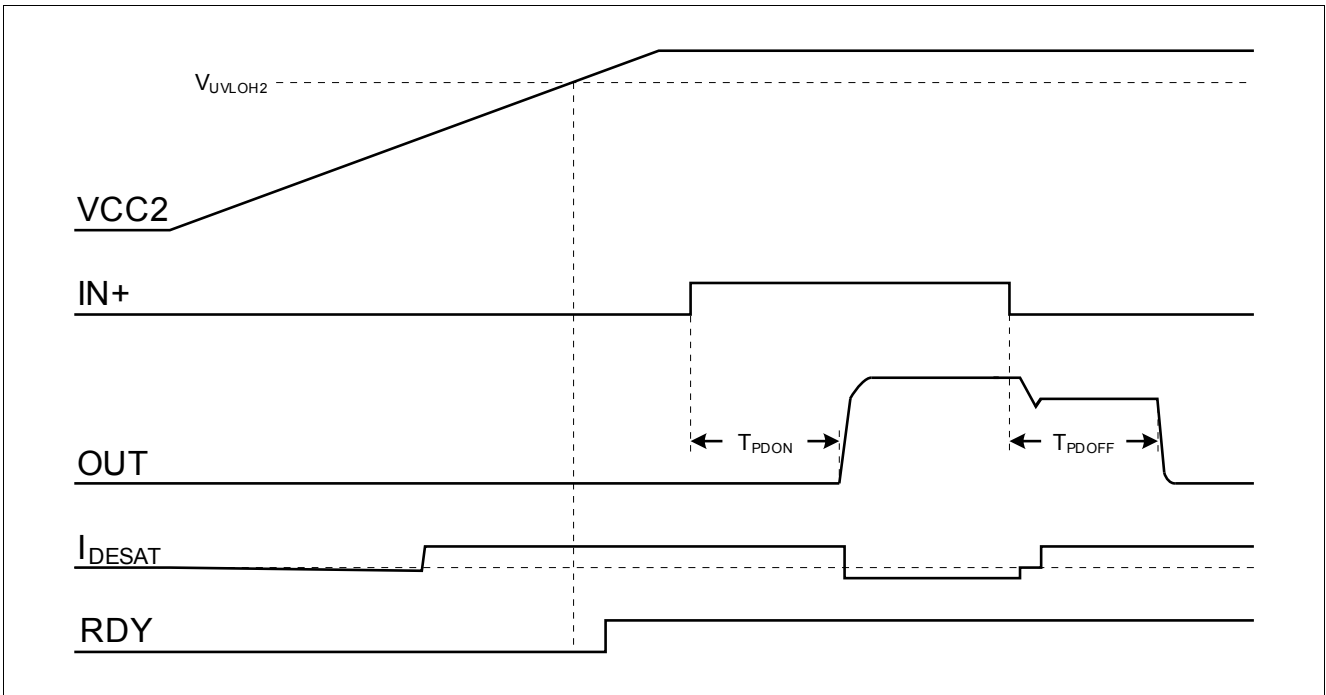 VUVLOH2
VCC2
IN+
TPDON
TPDOFF
OUT
IDESAT
RDY